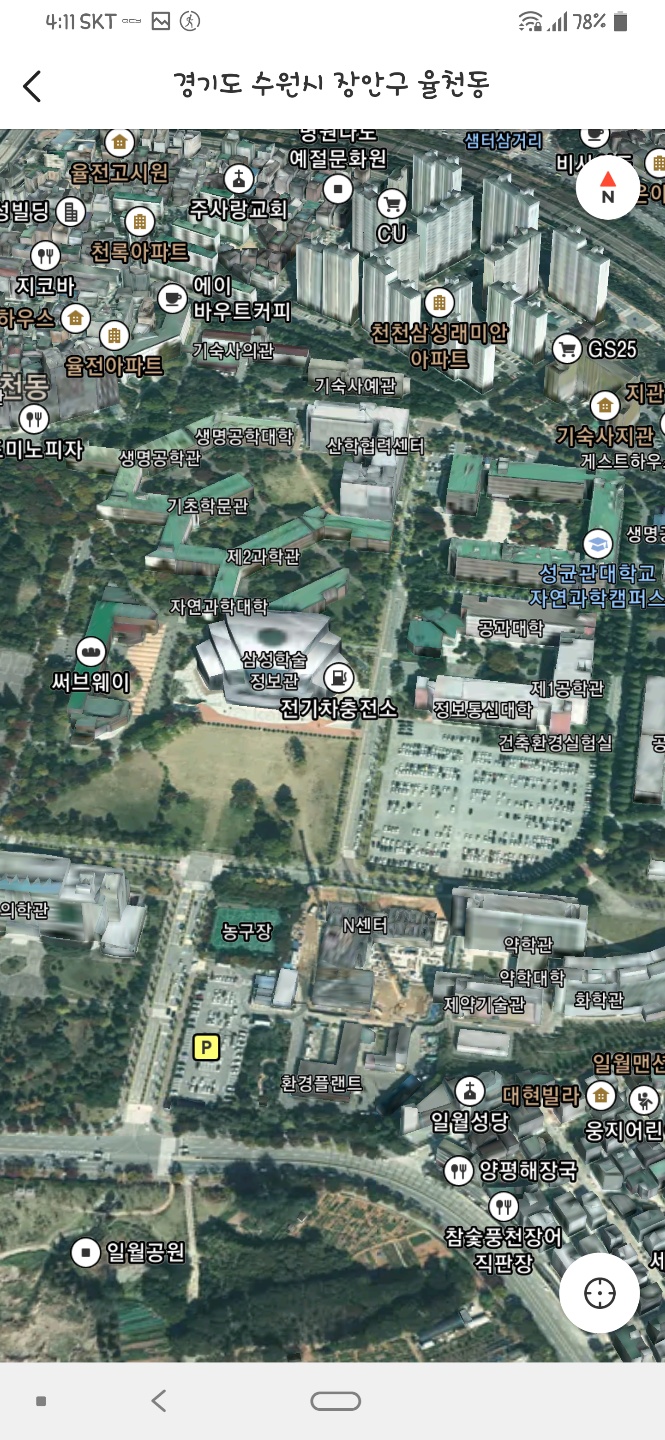 4:11 SKT
78%
경기도 수원시 장안구 율천동
샘터삼거리
예절문화원
율전고시원
N
주사랑교회
CU
천록아파트
지코바
에이
바우트커피
하우스
율전아파트
천천삼성래미안
아파트
GS25
기숙사의관
기숙사예관
천동
지관
기숙사지관
게스트하우
생명공학대학
산학협력센터
생명공학관
기초학문관
제2과학관
성균관대학교
자연과학캠퍼스
자연과학대학
공과대학
삼성학술
정보관
써브웨이
전기차충전소
제1공학관
정보통신대학
건축환경실험실
공
의학관
농구장
N센터
약학관
약학대학
제약기술관
화학관
P
환경플랜트
일월맨션
대현빌라
일월성당
웅지어린
양평해장국
참숯풍천장어
직판장
일월공원